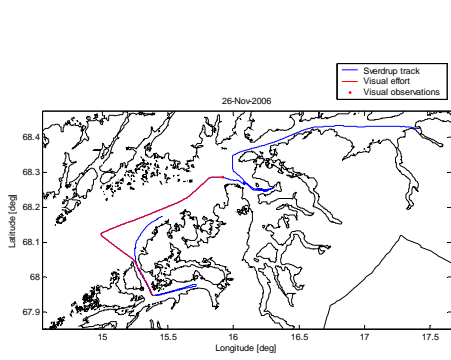 Sverdrup track
Visual effort
Visual observations
26-Nov-2006
68.4
68.3
68.2
68.1
68
67.9
Latitude [deg]
15
15.5
16
16.5
17
17.5
Longitude [deg]